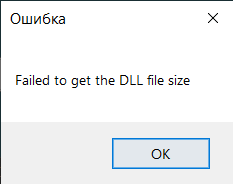 Ошибка
Failed to get the DLL file size
OK